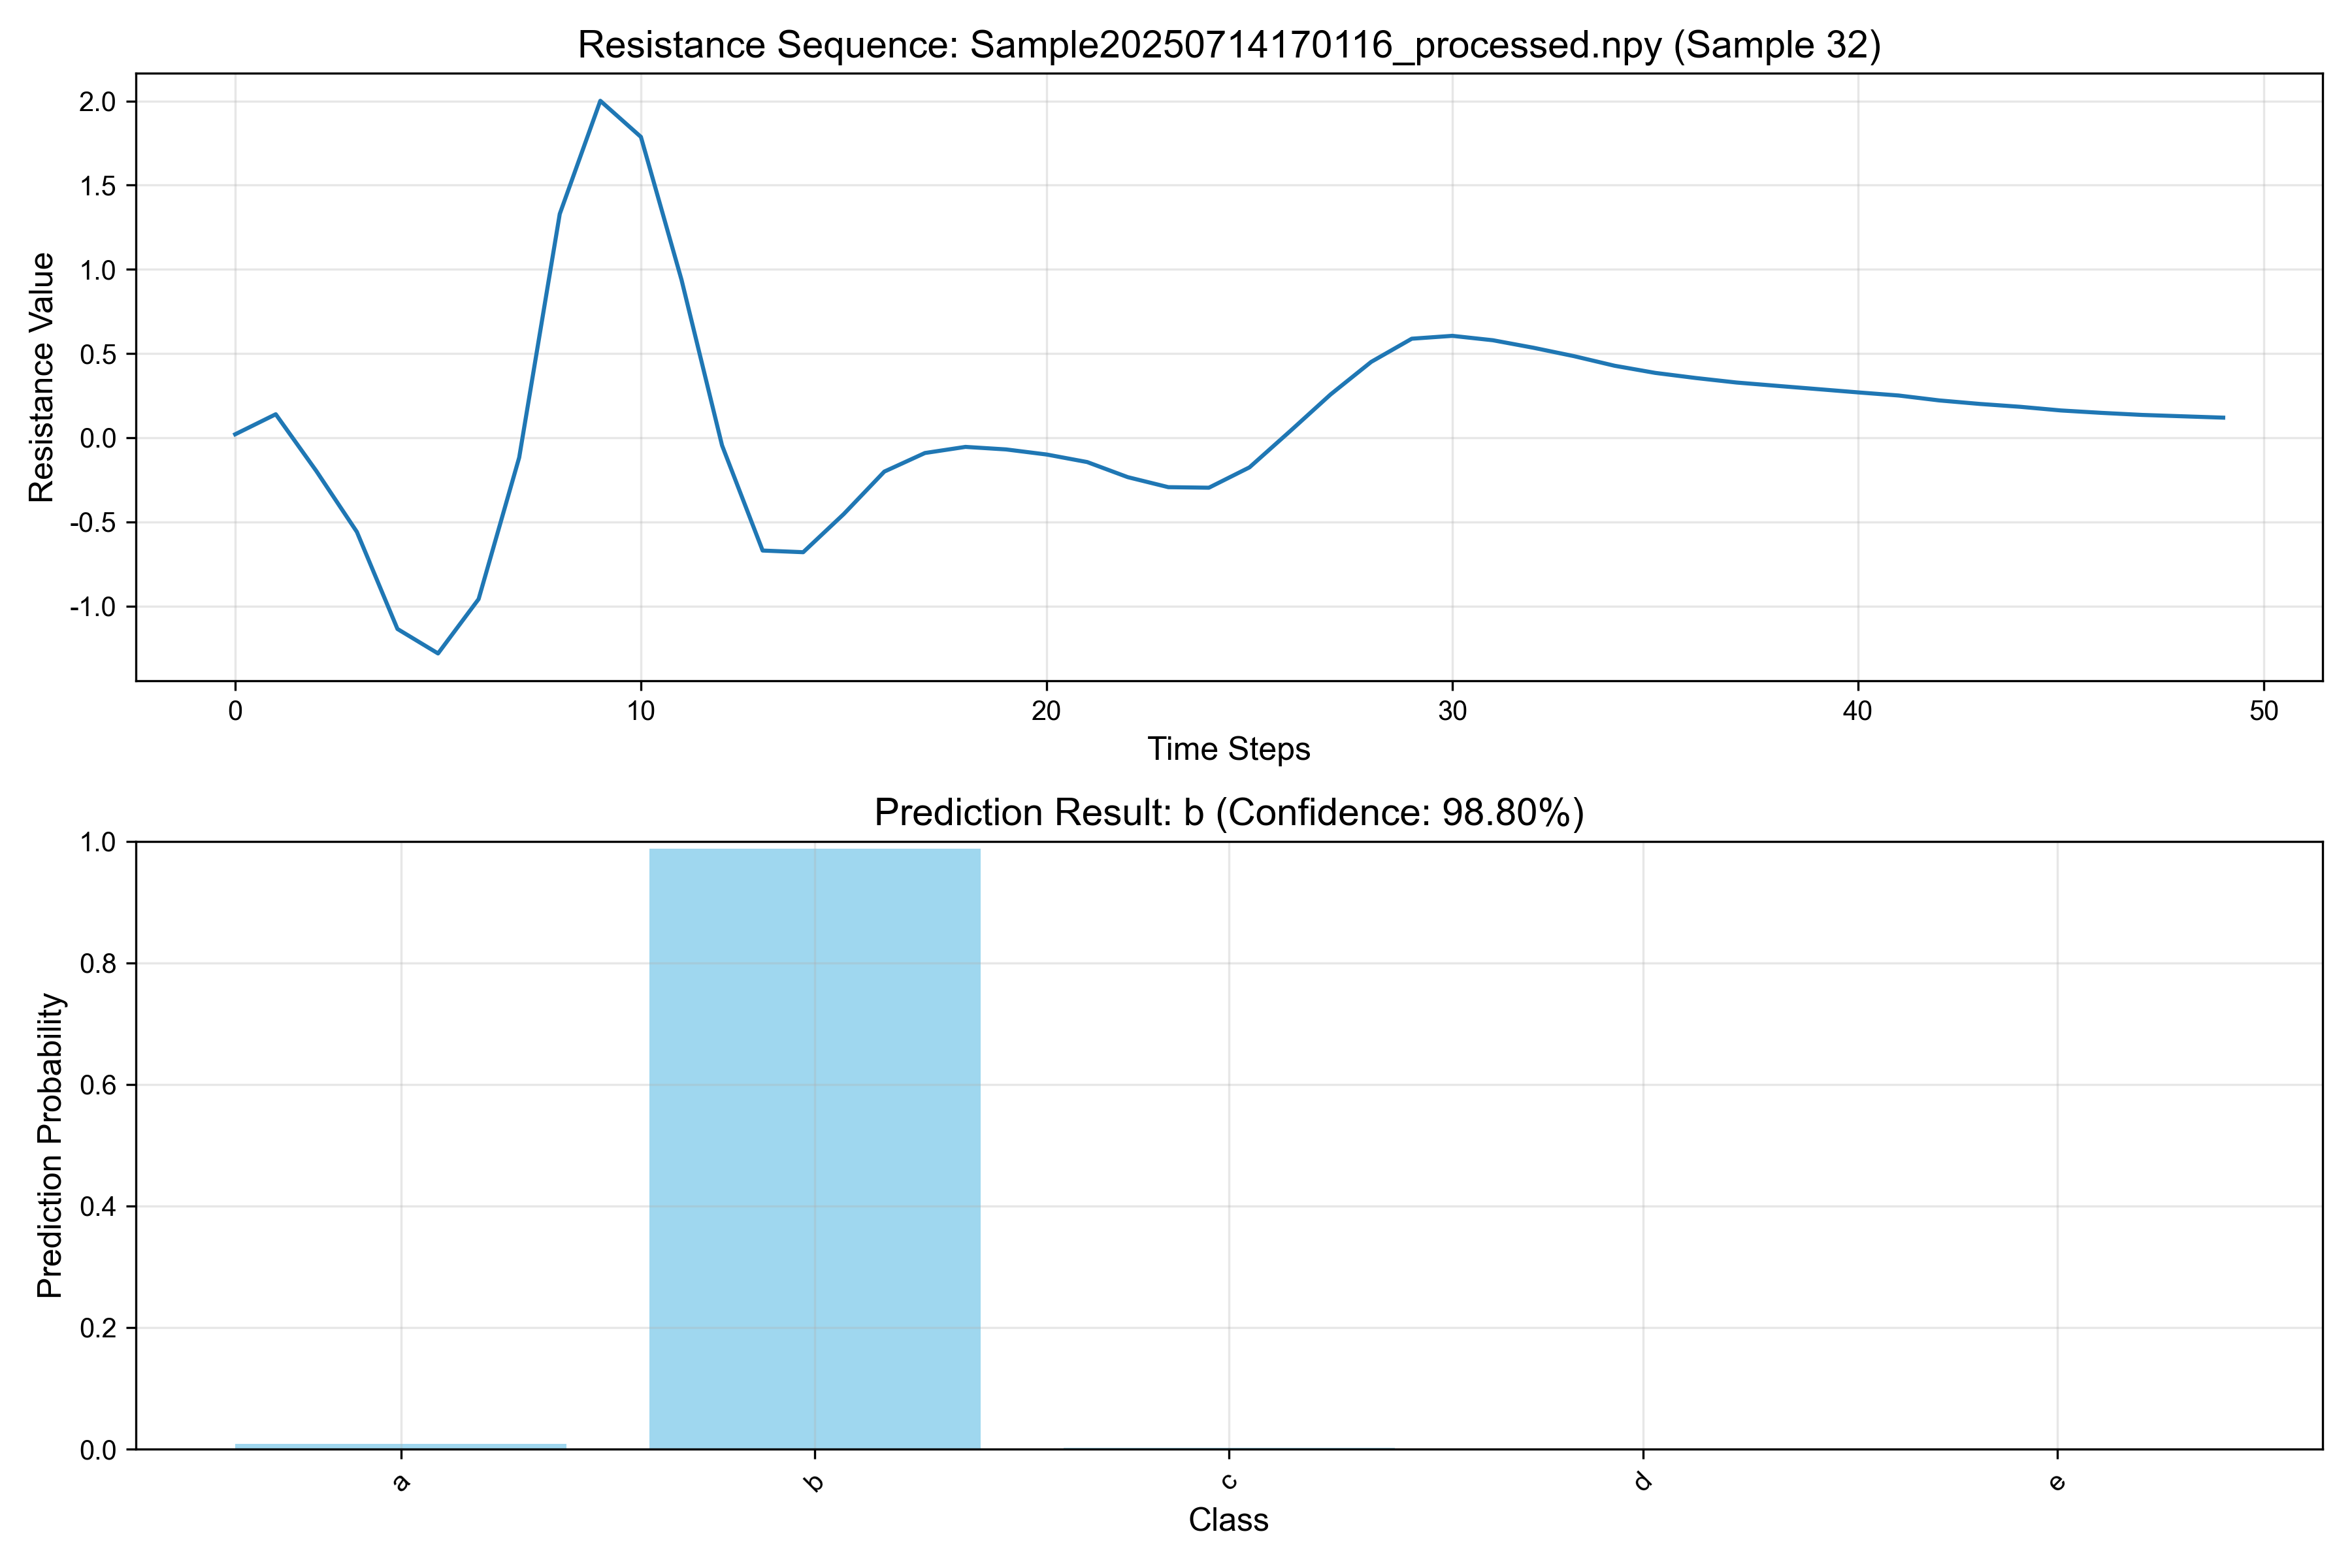 Resistance Sequence: Sample20250714170116_processed.npy (Sample 32)
Resistance Value
2.0
1.5
1.0
0.5
0.0
-0.5
-1.0
0 10 20 30 40 50
Time Steps
Prediction Result: b (Confidence: 98.80%)
Prediction Probability
1.0
0.8
0.6
0.4
0.2
0.0
a b c d e
Class